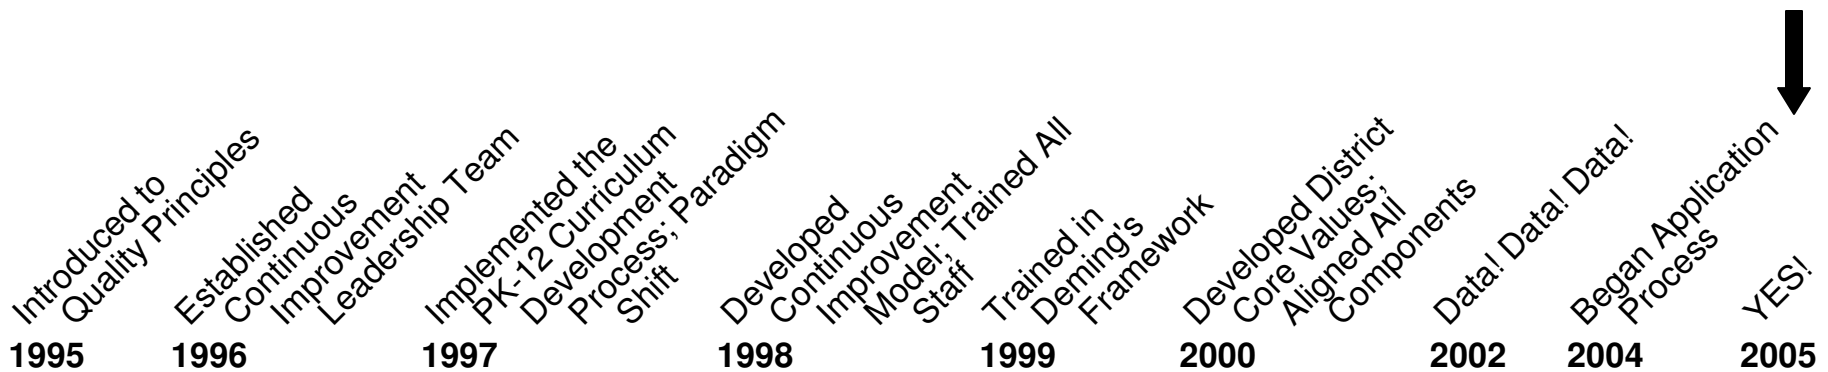 Introduced to
Quality Principles
1995
Established
Continuous
Improvement
Leadership Team
1996
Implemented the
PK-12 Curriculum
Development
Process; Paradigm
Shift
1997
Developed
Continuous
Improvement
Model; Trained All
Staff
1998
Trained in
Deming's
Framework
1999
Developed District
Core Values;
Aligned All
Components
2000
Data! Data! Data!
2002
Began Application
Process
2004
YES!
2005